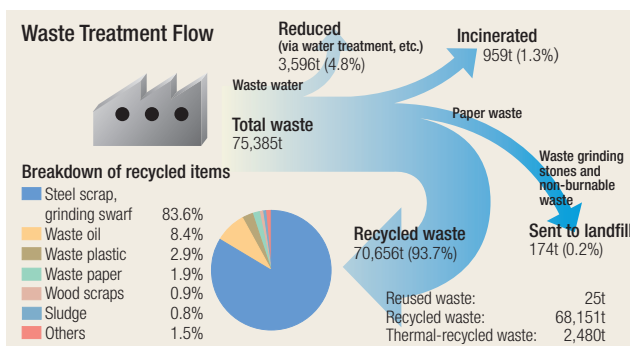 Waste Treatment Flow
Reduced
(via water treatment, etc.)
3,596t (4.8%)
Incinerated
959t (1.3%)
Waste water
Paper waste
Total waste
75,385t
Waste grinding
stones and
non-burnable
waste
Sent to landfill
174t (0.2%)
Breakdown of recycled items
Steel scrap,
grinding swarf 83.6%
Waste oil 8.4%
Waste plastic 2.9%
Waste paper 1.9%
Wood scraps 0.9%
Sludge 0.8%
Others 1.5%
Recycled waste
70,656t (93.7%)
Reused waste: 25t
Recycled waste: 68,151t
Thermal-recycled waste: 2,480t